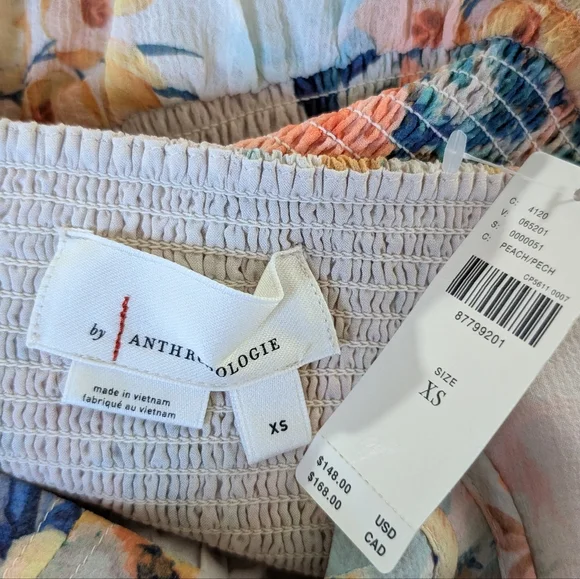 by ANTHROPOLOGIE
made in vietnam
fabriqué au vietnam
XS
C: 4120
V: 065201
S: 0000051
C: PEACH/PECH
CP5611 0007
87799201
SIZE
XS
$148.00 USD
$168.00 CAD